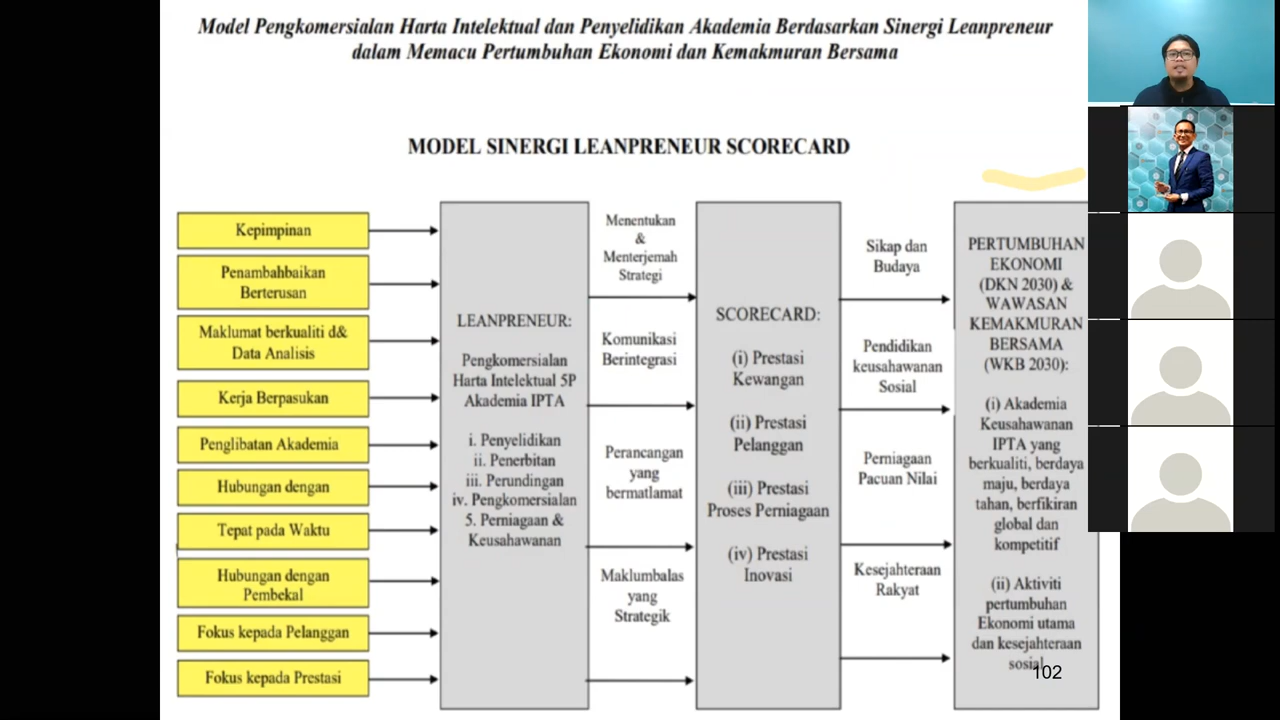 Model Pengkomersialan Harta Intelektual dan Penyelidikan Akademia Berdasarkan Sinergi Leanpreneur
dalam Memacu Pertumbuhan Ekonomi dan Kemakmuran Bersama
MODEL SINERGI LEANPRENEUR SCORECARD
Kepimpinan
Penambahbaikan
Berterusan
Maklumat berkualiti d&
Data Analisis
Kerja Berpasukan
Penglibatan Akademia
Hubungan dengan
Tepat pada Waktu
Hubungan dengan
Pembekal
Fokus kepada Pelanggan
Fokus kepada Prestasi
LEANPRENEUR:
Pengkomersialan
Harta Intelektual 5P
Akademia IPTA
i. Penyelidikan
ii. Penerbitan
iii. Perundingan
iv. Pengkomersialan
5. Perniagaan &
Keusahawanan
Menentukan
&
Menterjemah
Strategi
Komunikasi
Berintegrasi
Perancangan
yang
bermatlamat
Maklumbalas
yang
Strategik
SCORECARD:
(i) Prestasi
Kewangan
(ii) Prestasi
Pelanggan
(iii) Prestasi
Proses Perniagaan
(iv) Prestasi
Inovasi
Sikap dan
Budaya
Pendidikan
keusahawanan
Sosial
Perniagaan
Pacuan Nilai
Kesejahteraan
Rakyat
PERTUMBUHAN
EKONOMI
(DKN 2030) &
WAWASAN
KEMAKMURAN
BERSAMA
(WKB 2030):
(i) Akademia
Keusahawanan
IPTA yang
berkualiti, berdaya
maju, berdaya
tahan, berfikiran
global dan
kompetitif
(ii) Aktiviti
pertumbuhan
Ekonomi utama
dan kesejahteraan
sosial
102